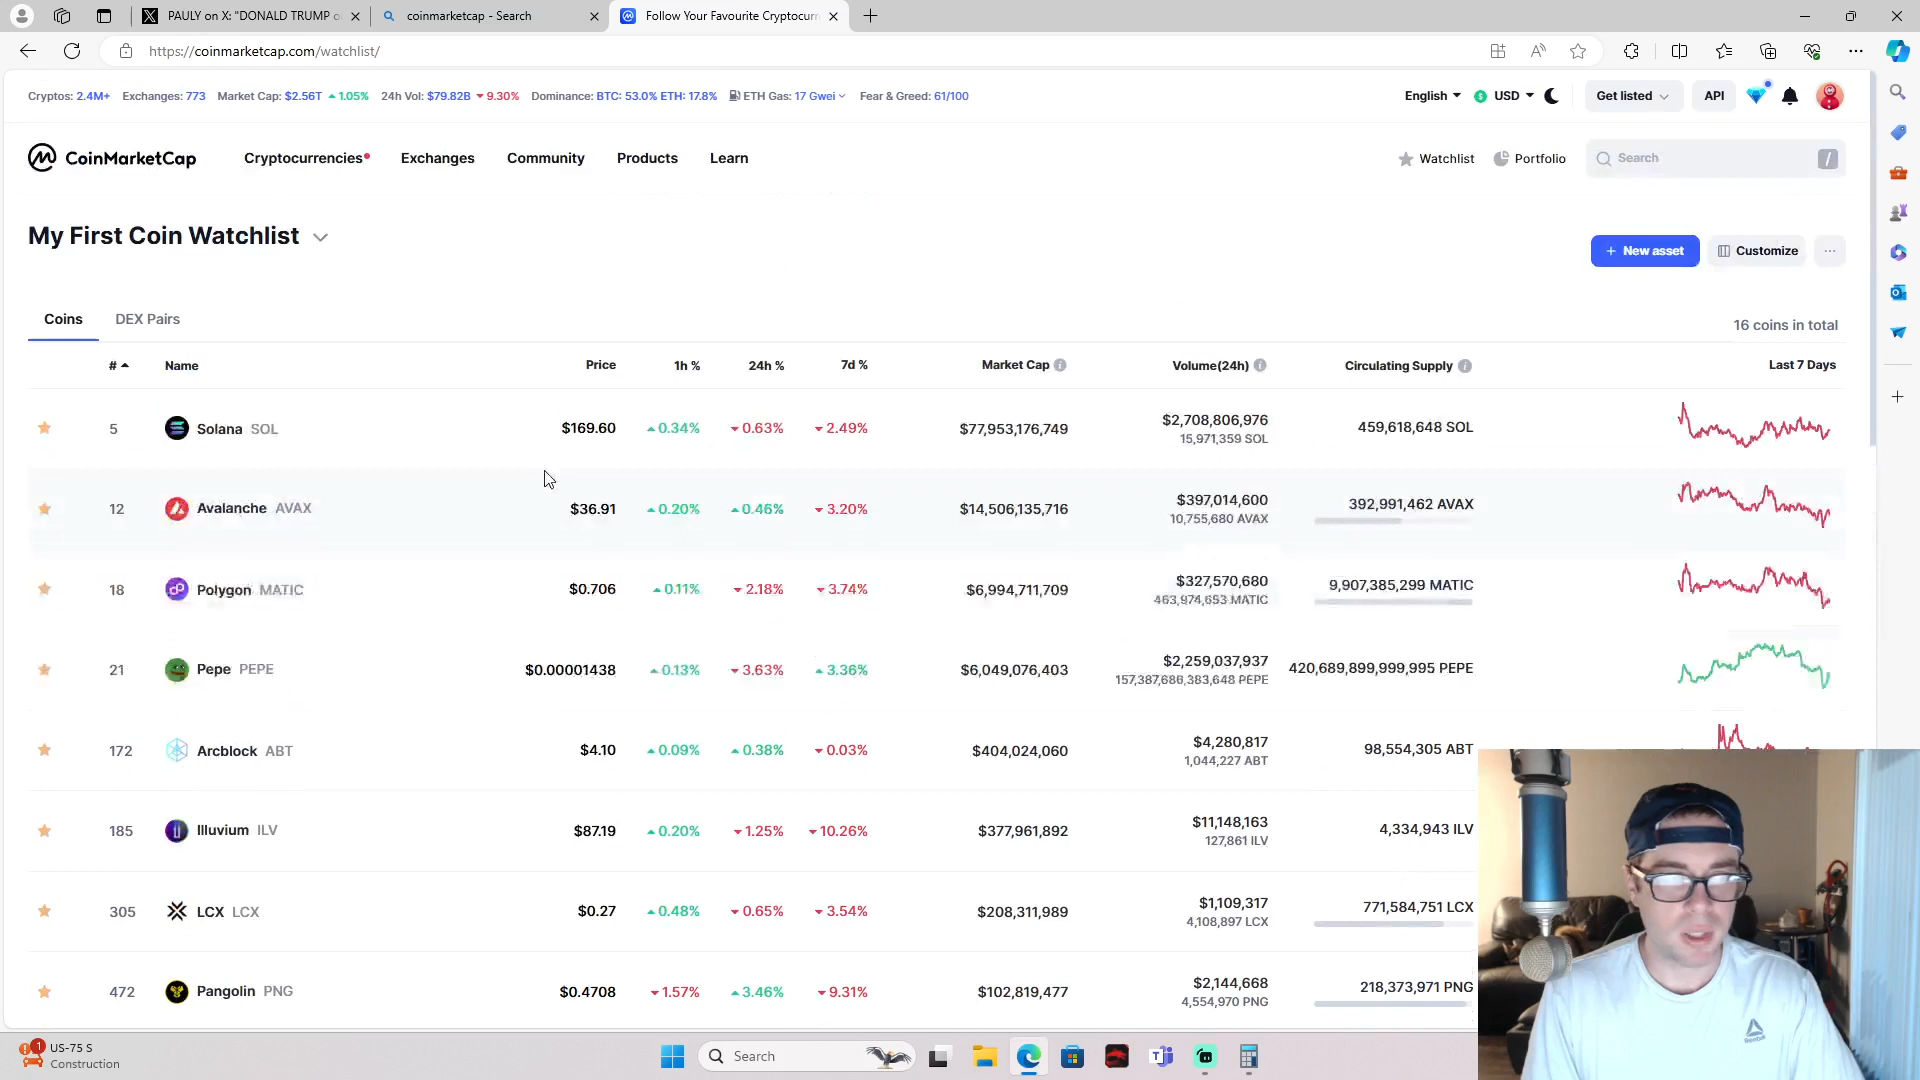 PAULY on X: "DONALD TRUMP o
coinmarketcap - Search
Follow Your Favourite Cryptocurr
https://coinmarketcap.com/watchlist/
Cryptos: 2.4M+ Exchanges: 773 Market Cap: $2.56T 1.05% 24h Vol: $79.82B 9.30% Dominance: BTC: 53.0% ETH: 17.8% ETH Gas: 17 Gwei Fear & Greed: 61/100
English USD Get listed API
CoinMarketCap Cryptocurrencies Exchanges Community Products Learn
Watchlist Portfolio Search /
My First Coin Watchlist
+ New asset Customize ...
Coins DEX Pairs
16 coins in total
# Name Price 1h % 24h % 7d % Market Cap Volume(24h) Circulating Supply Last 7 Days
5 Solana SOL $169.60 0.34% 0.63% 2.49% $77,953,176,749 $2,708,806,976 459,618,648 SOL
15,971,359 SOL
12 Avalanche AVAX $36.91 0.20% 0.46% 3.20% $14,506,135,716 $397,014,600 392,991,462 AVAX
10,755,680 AVAX
18 Polygon MATIC $0.706 0.11% 2.18% 3.74% $6,994,711,709 $327,570,680 9,907,385,299 MATIC
463,974,653 MATIC
21 Pepe PEPE $0.00001438 0.13% 3.63% 3.36% $6,049,076,403 $2,259,037,937 420,689,899,999,995 PEPE
157,387,686,383,648 PEPE
172 Arcblock ABT $4.10 0.09% 0.38% 0.03% $404,024,060 $4,280,817 98,554,305 ABT
1,044,227 ABT
185 Illuvium ILV $87.19 0.20% 1.25% 10.26% $377,961,892 $11,148,163 4,334,943 ILV
127,861 ILV
305 LCX LCX $0.27 0.48% 0.65% 3.54% $208,311,989 $1,109,317 771,584,751 LCX
4,108,897 LCX
472 Pangolin PNG $0.4708 1.57% 3.46% 9.31% $102,819,477 $2,144,668 218,373,971 PNG
4,554,970 PNG
Reebok
1 US-75 S
Construction
Search